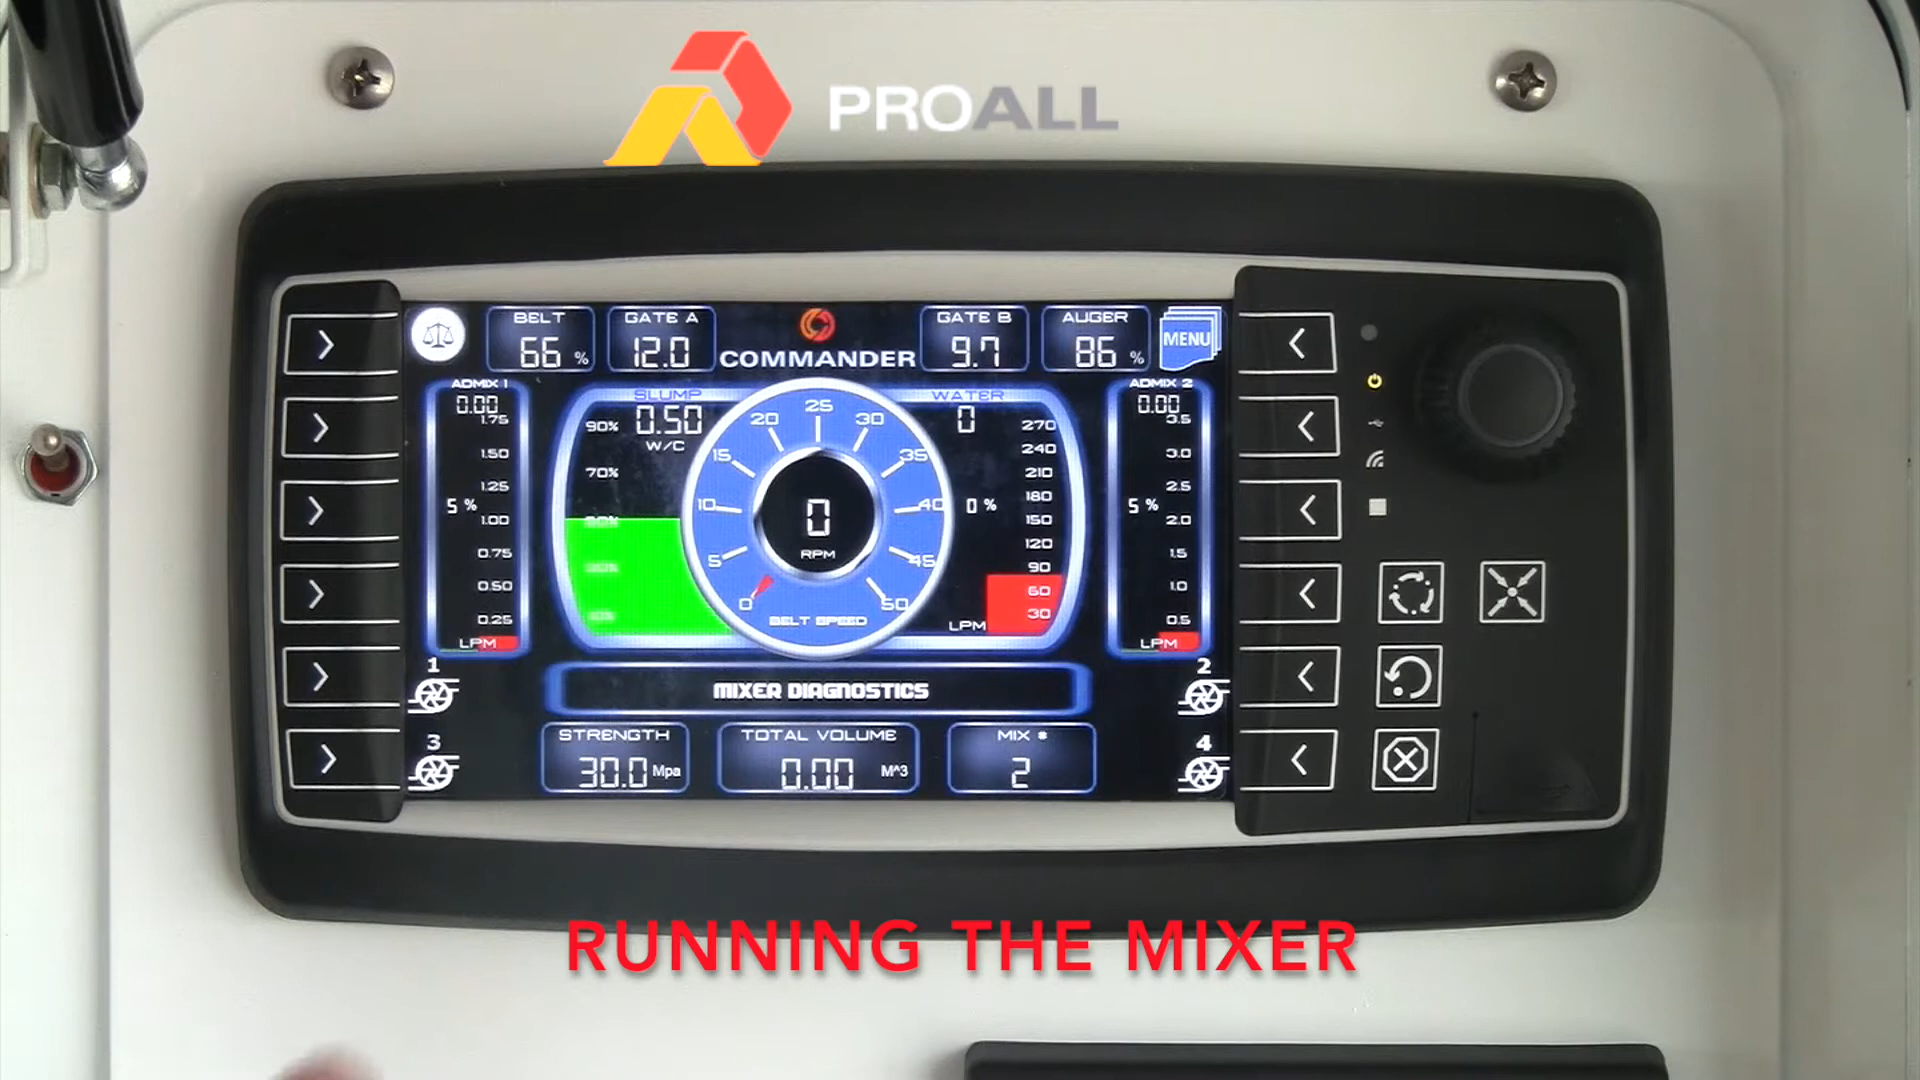 PROALL
BELT
66 %
GATE A
12.0
COMMANDER
GATE B
9.7
AUGER
86 %
MENU
ADMIX 1
0.00
1.75
1.50
1.25
5 %
1.00
0.75
0.50
0.25
LPM
SLUMP
0.50
W/C
90%
70%
25
20
30
15
35
10
40
5
45
0
50
0
RPM
BELT SPEED
WATER
0
270
240
210
180
0 %
150
120
90
60
30
LPM
ADMIX 2
0.00
3.5
3.0
2.5
5 %
2.0
1.5
1.0
0.5
LPM
1
2
MIXER DIAGNOSTICS
3
4
STRENGTH
30.0 Mpa
TOTAL VOLUME
0.00 M^3
MIX #
2
RUNNING THE MIXER